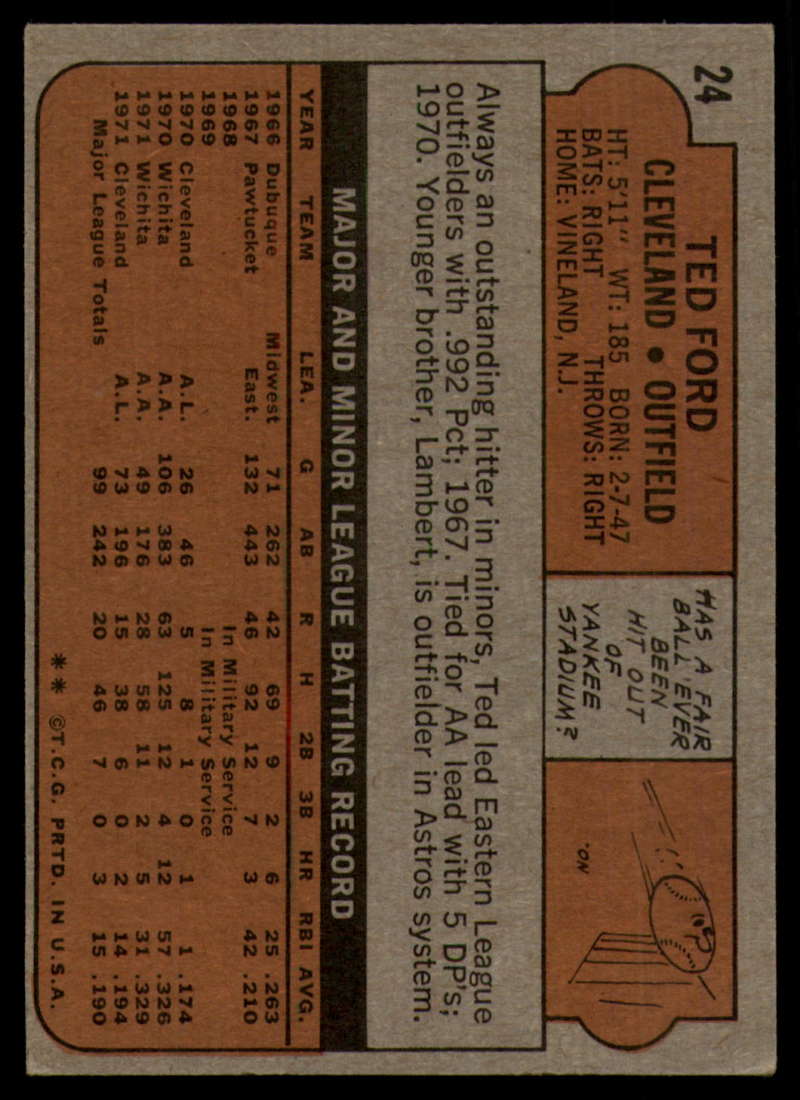 24
TED FORD
CLEVELAND • OUTFIELD
HT: 5'11" WT: 185 BORN: 2-7-47
BATS: RIGHT THROWS: RIGHT
HOME: VINELAND, N.J.
HAS A FAIR
BALL EVER
BEEN
HIT OUT
OF
YANKEE
STADIUM?
NO.
Always an outstanding hitter in minors, Ted led Eastern League
outfielders with .992 Pct; 1967. Tied for AA lead with 5 DP's;
1970. Younger brother, Lambert, is outfielder in Astros system.
MAJOR AND MINOR LEAGUE BATTING RECORD
YEAR TEAM LEA. G AB R H 2B 3B HR RBI AVG.
1966 Dubuque Midwest 71 262 42 69 9 2 6 25 .263
1967 Pawtucket East. 132 443 46 92 12 7 3 42 .210
1968 In Military Service
1969 In Military Service
1970 Cleveland A.L. 26 46 5 8 1 0 1 1 .174
1970 Wichita A.A. 106 383 63 125 12 4 12 57 .326
1971 Wichita A.A. 49 176 28 58 11 2 5 31 .329
1971 Cleveland A.L. 73 196 15 38 6 0 2 14 .194
Major League Totals 99 242 20 46 7 0 3 15 .190
** ©T.C.G. PRTD. IN U.S.A.